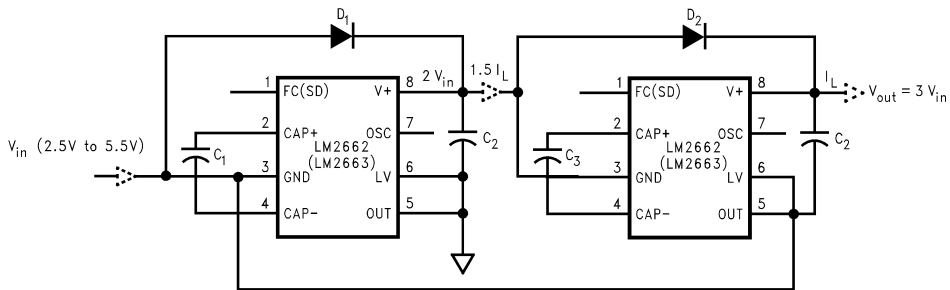 D1
D2
2 Vin
1.5 IL
IL
Vout = 3 Vin
Vin (2.5V to 5.5V)
1
FC(SD)
V+
8
2
CAP+
OSC
7
C1
LM2662
(LM2663)
C2
3
GND
LV
6
4
CAP-
OUT
5
1
FC(SD)
V+
8
2
CAP+
OSC
7
C3
LM2662
(LM2663)
C2
3
GND
LV
6
4
CAP-
OUT
5